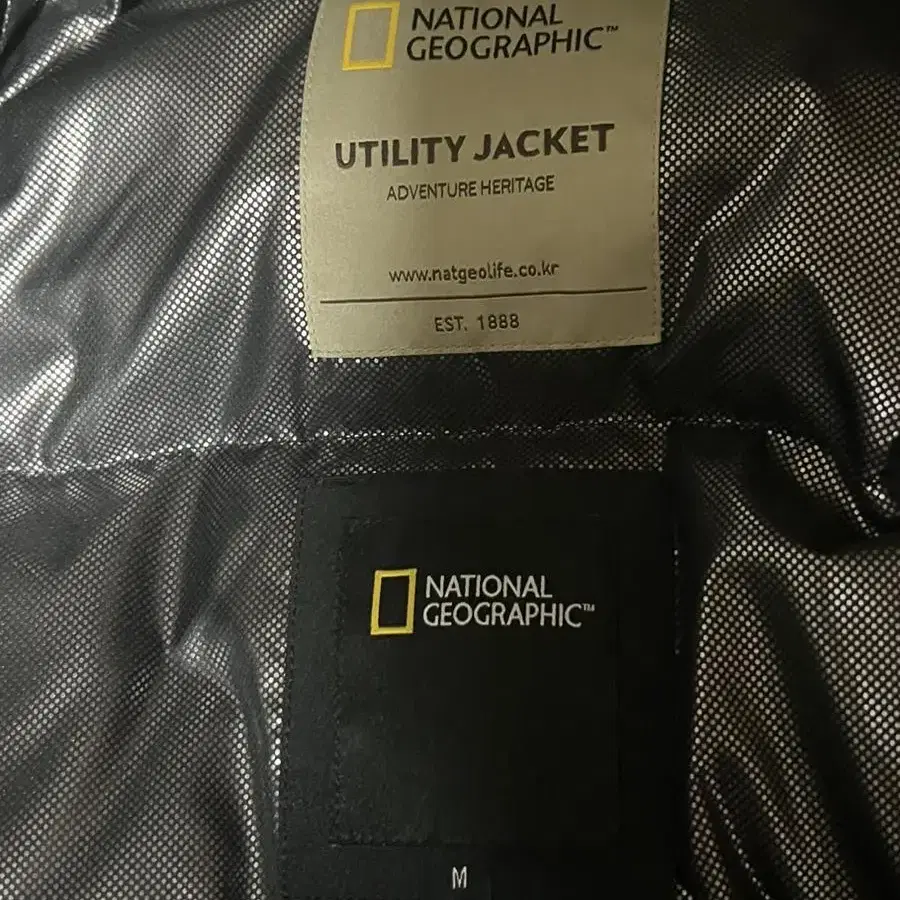 NATIONAL
GEOGRAPHIC™
UTILITY JACKET
ADVENTURE HERITAGE
www.natgeolife.co.kr
EST. 1888
NATIONAL
GEOGRAPHIC™
M